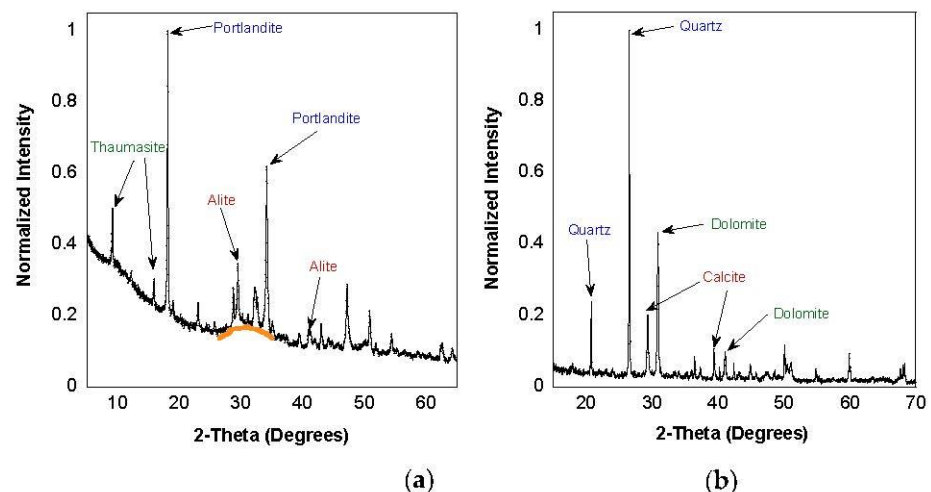 1
Portlandite
0.8
Portlandite
Thaumasite
0.6
Alite
0.4
Alite
0.2
0
10 20 30 40 50 60
Normalized Intensity
2-Theta (Degrees)
(a)
1
Quartz
0.8
0.6
Dolomite
Quartz
0.4
Calcite
Dolomite
0.2
0
20 30 40 50 60 70
Normalized Intensity
2-Theta (Degrees)
(b)